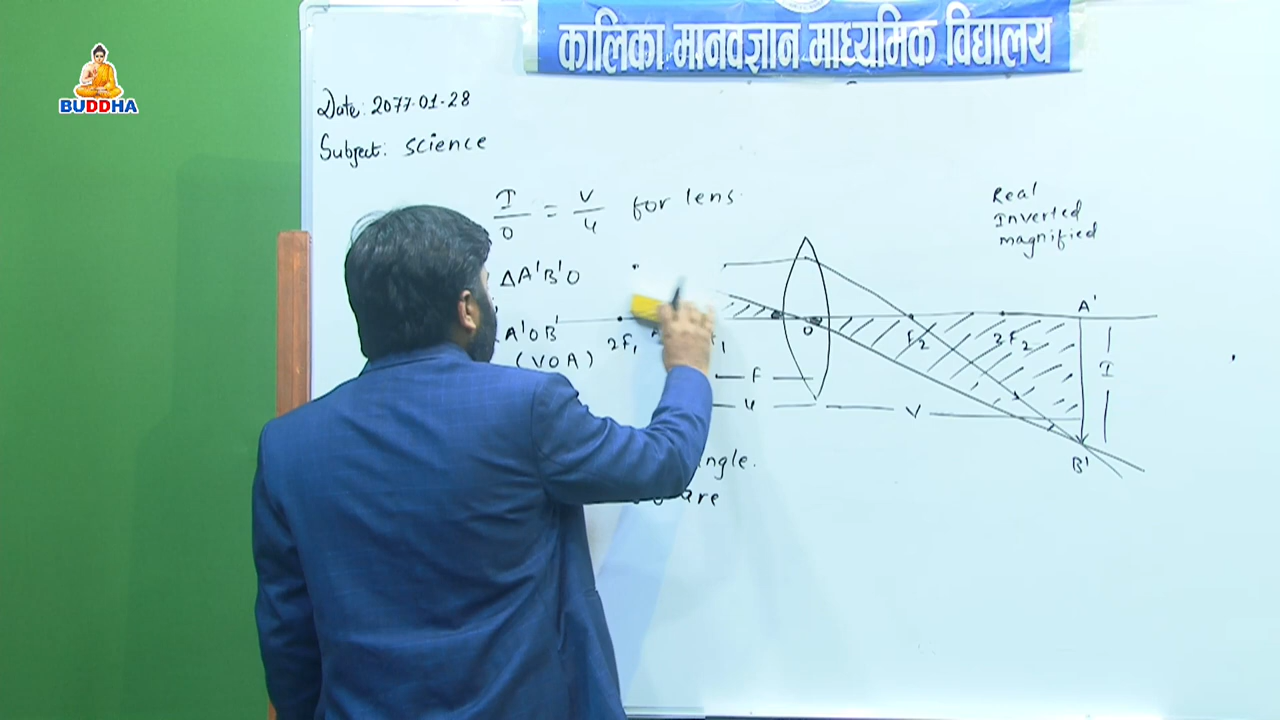 कालिका मानवज्ञान माध्यमिक विद्यालय
BUDDHA
Date: 2077-01-28
Subject: science
I/O = V/u for lens
Real
Inverted
magnified
ΔA'B'O
A'OB'
(VOA)
2F₁
O
F₂
2F₂
A'
I
F
u
V
B'
ngle.
are